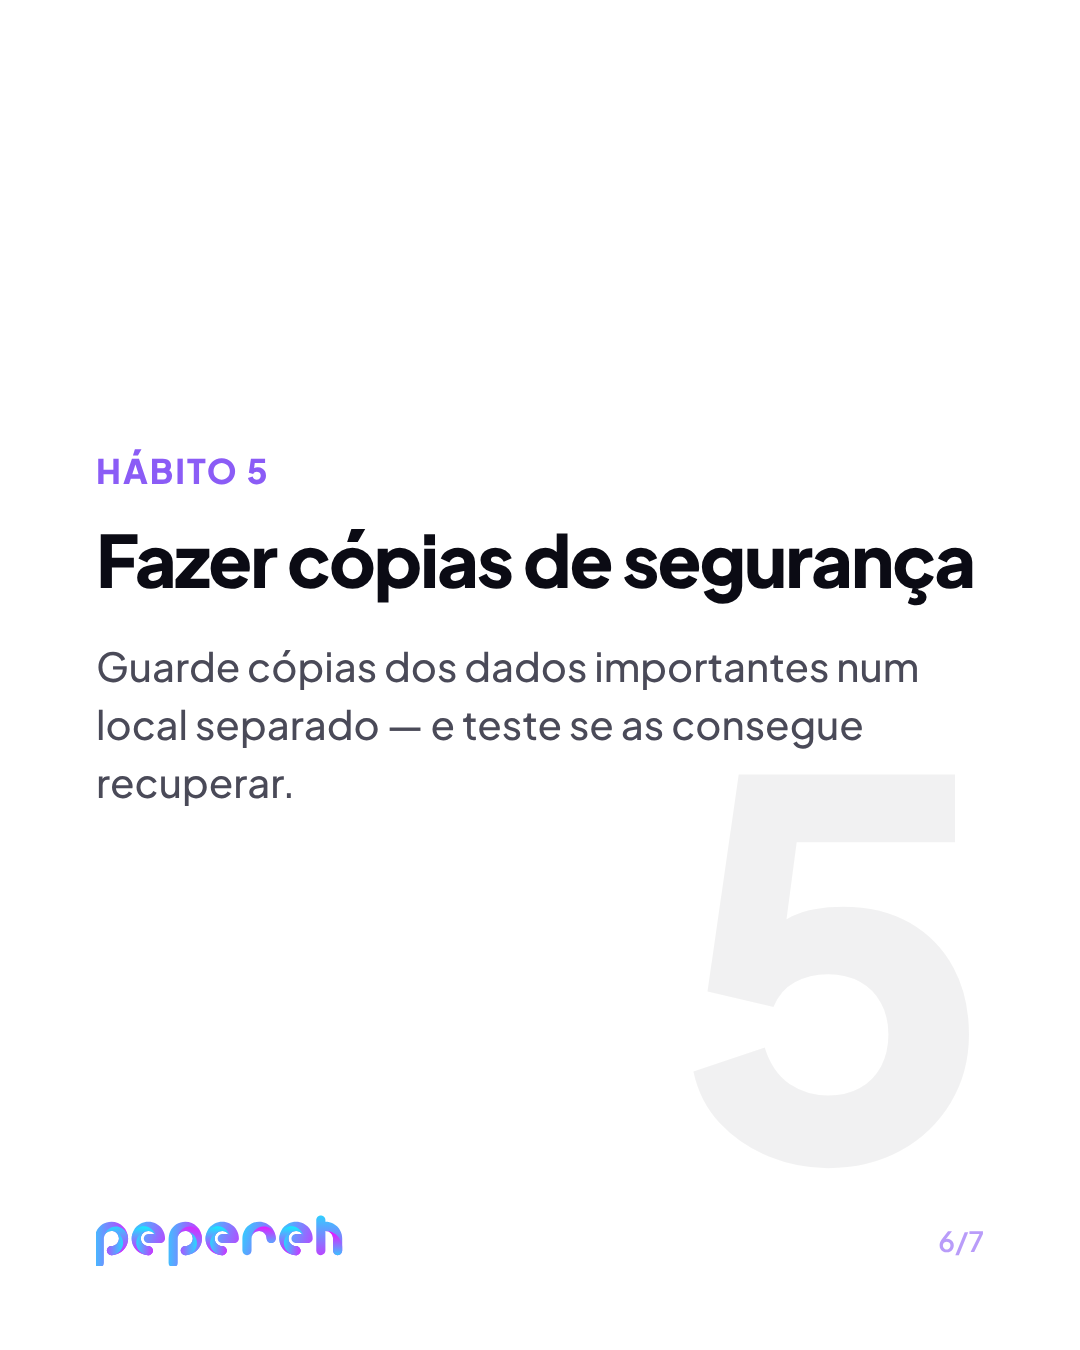 HÁBITO 5
Fazer cópias de segurança
Guarde cópias dos dados importantes num
local separado — e teste se as consegue
recuperar.
5
pepereh
6/7